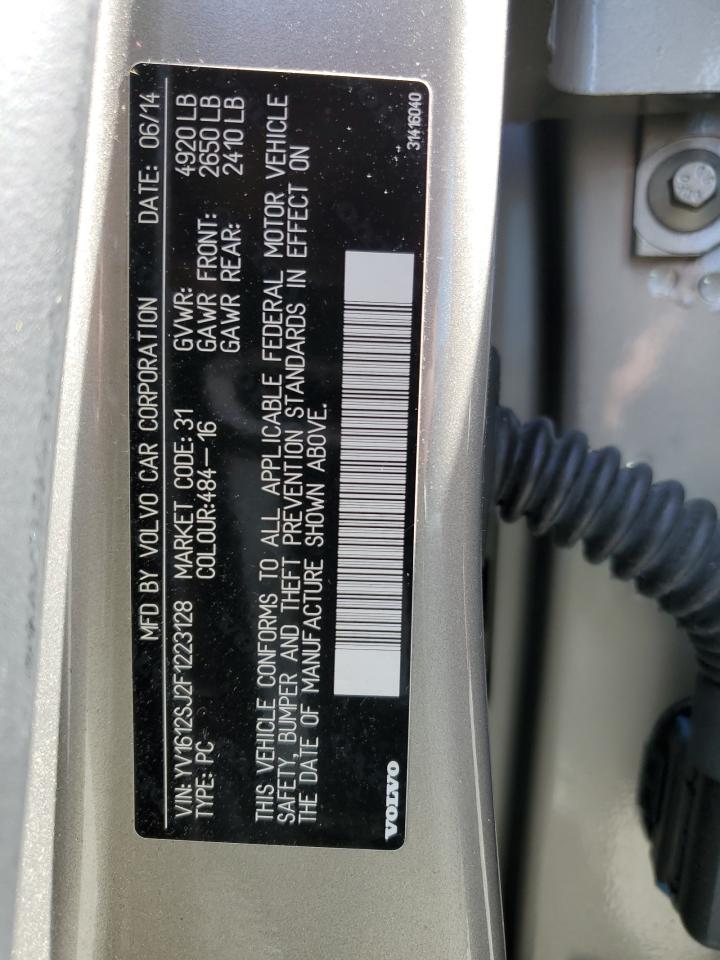 MFD BY VOLVO CAR CORPORATION DATE: 06/14
VIN: YV1612SJ2F1223128 MARKET CODE: 31 GVWR: 4920 LB
TYPE: PC COLOUR:484-16 GAWR FRONT: 2650 LB
GAWR REAR: 2410 LB
THIS VEHICLE CONFORMS TO ALL APPLICABLE FEDERAL MOTOR VEHICLE
SAFETY, BUMPER AND THEFT PREVENTION STANDARDS IN EFFECT ON
THE DATE OF MANUFACTURE SHOWN ABOVE.
VOLVO 31416040